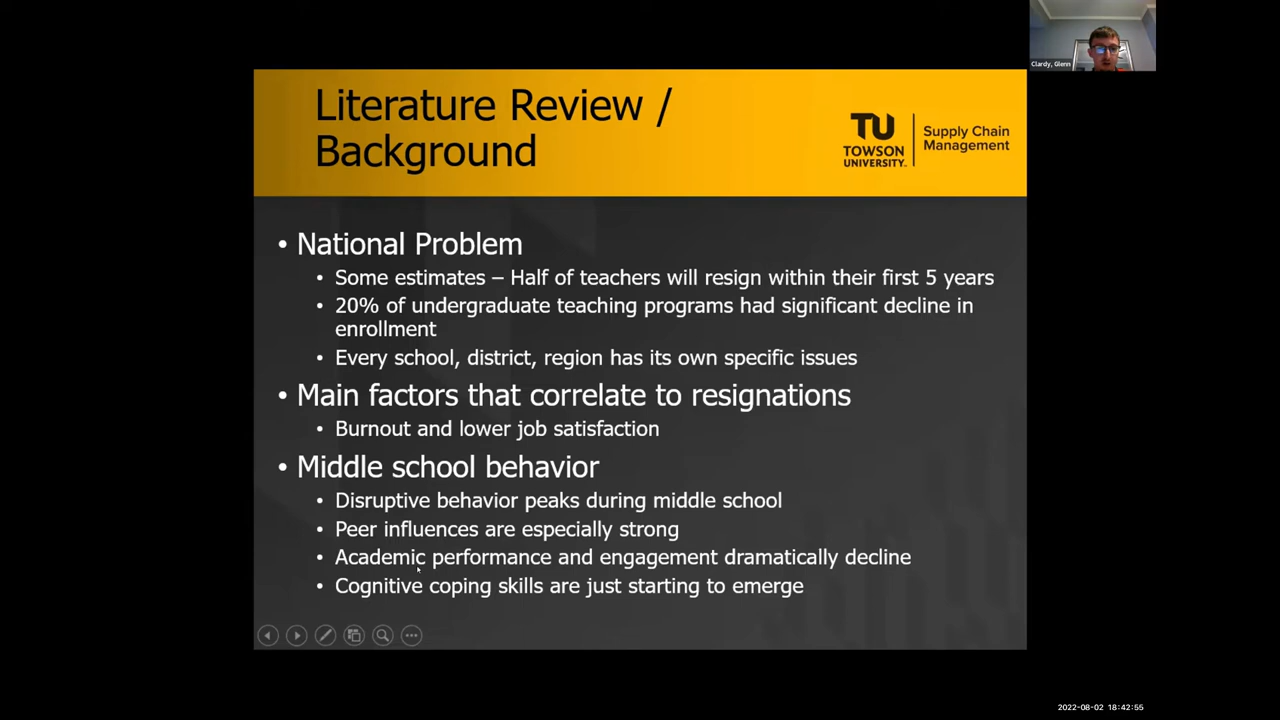 Clardy, Glenn
Literature Review /
Background
TU
TOWSON
UNIVERSITY.
Supply Chain
Management
• National Problem
• Some estimates – Half of teachers will resign within their first 5 years
• 20% of undergraduate teaching programs had significant decline in
enrollment
• Every school, district, region has its own specific issues
• Main factors that correlate to resignations
• Burnout and lower job satisfaction
• Middle school behavior
• Disruptive behavior peaks during middle school
• Peer influences are especially strong
• Academic performance and engagement dramatically decline
• Cognitive coping skills are just starting to emerge
2022-08-02 18:42:55